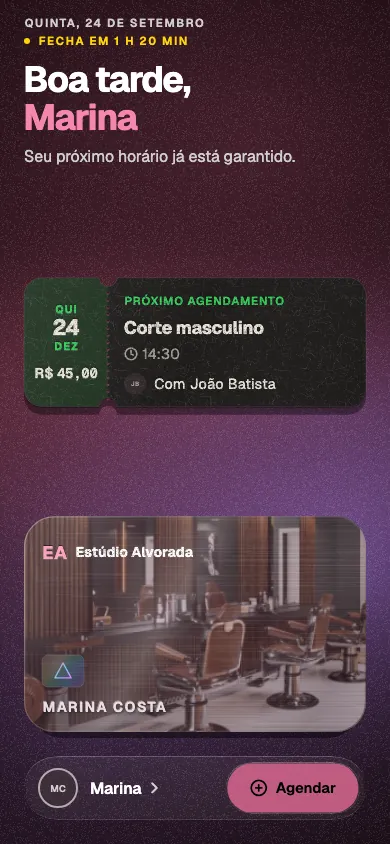 QUINTA, 24 DE SETEMBRO
FECHA EM 1 H 20 MIN
Boa tarde,
Marina
Seu próximo horário já está garantido.
QUI
24
DEZ
R$ 45,00
PRÓXIMO AGENDAMENTO
Corte masculino
14:30
JB Com João Batista
EA Estúdio Alvorada
MARINA COSTA
MC Marina
Agendar